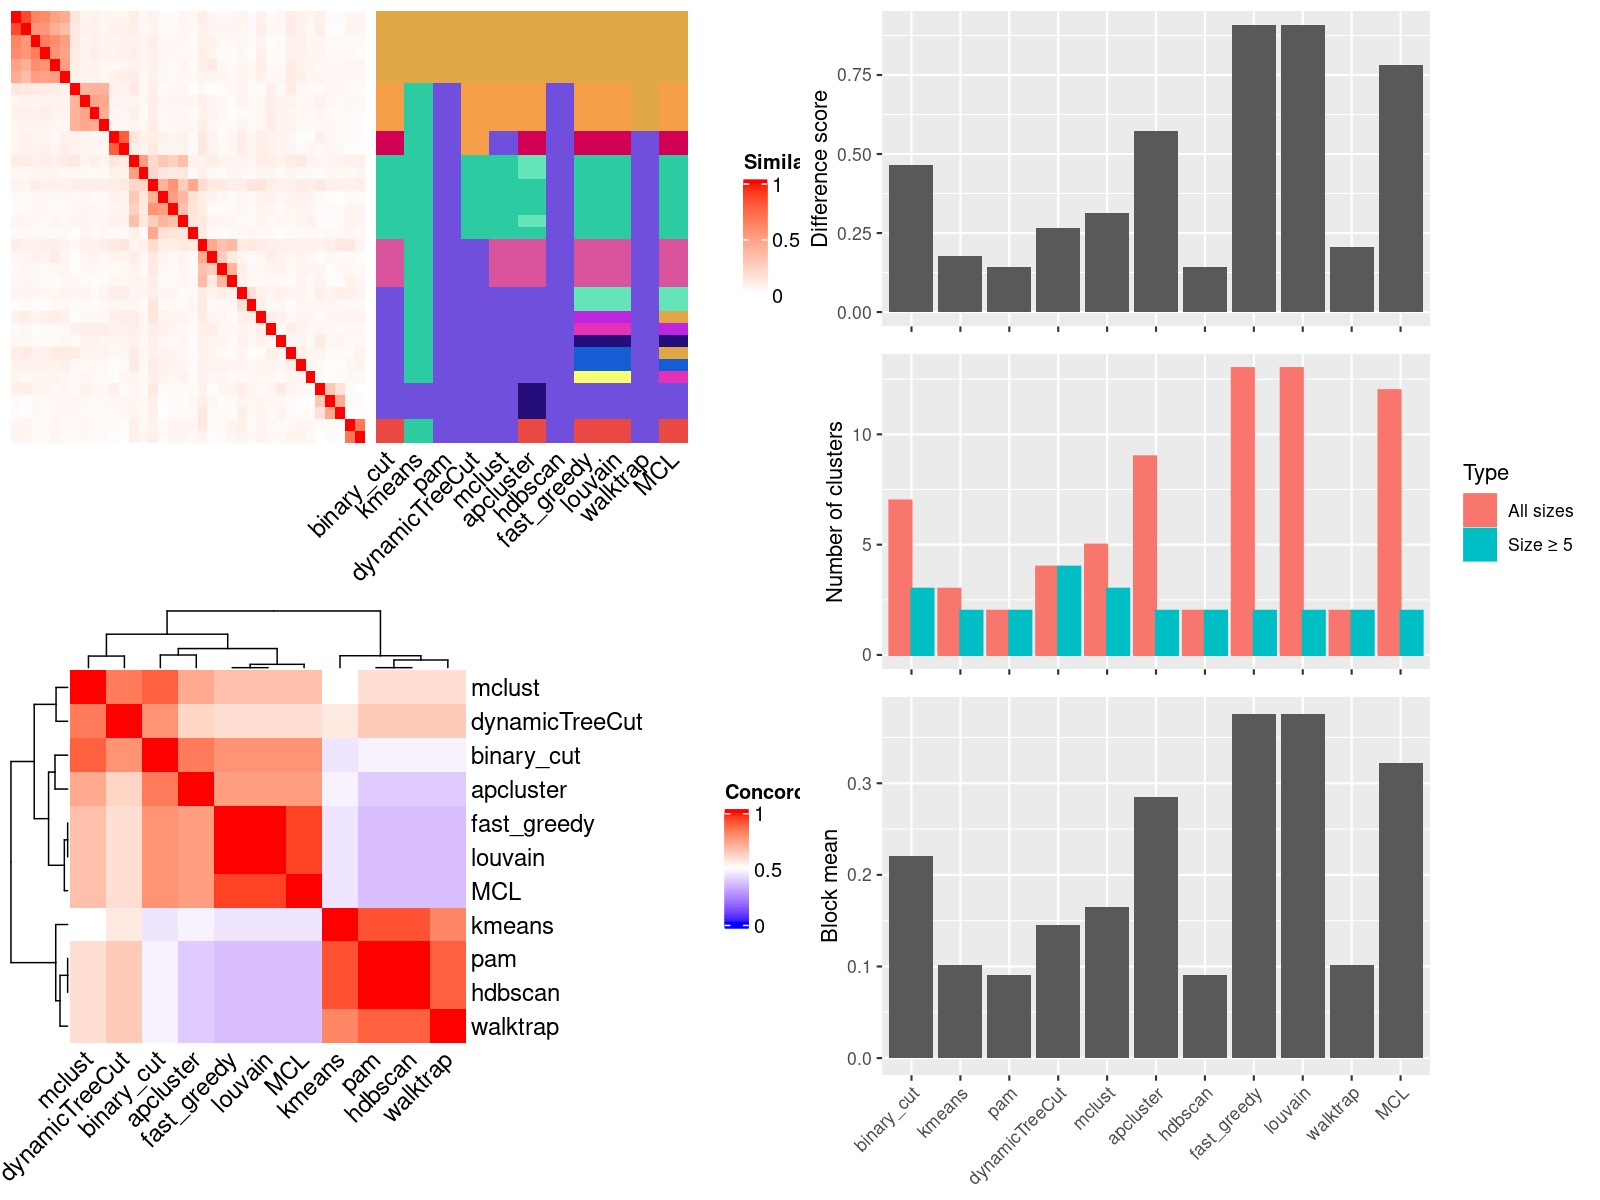 binary_cut
kmeans
pam
dynamicTreeCut
mclust
apcluster
hdbscan
fast_greedy
louvain
walktrap
MCL
Simila
1
0.5
0
mclust
dynamicTreeCut
binary_cut
apcluster
fast_greedy
louvain
MCL
kmeans
pam
hdbscan
walktrap
mclust
dynamicTreeCut
binary_cut
apcluster
fast_greedy
louvain
MCL
kmeans
pam
hdbscan
walktrap
Concord
1
0.5
0
Difference score
0.75
0.50
0.25
0.00
Number of clusters
10
5
0
Type
All sizes
Size ≥ 5
Block mean
0.3
0.2
0.1
0.0
binary_cut
kmeans
pam
dynamicTreeCut
mclust
apcluster
hdbscan
fast_greedy
louvain
walktrap
MCL